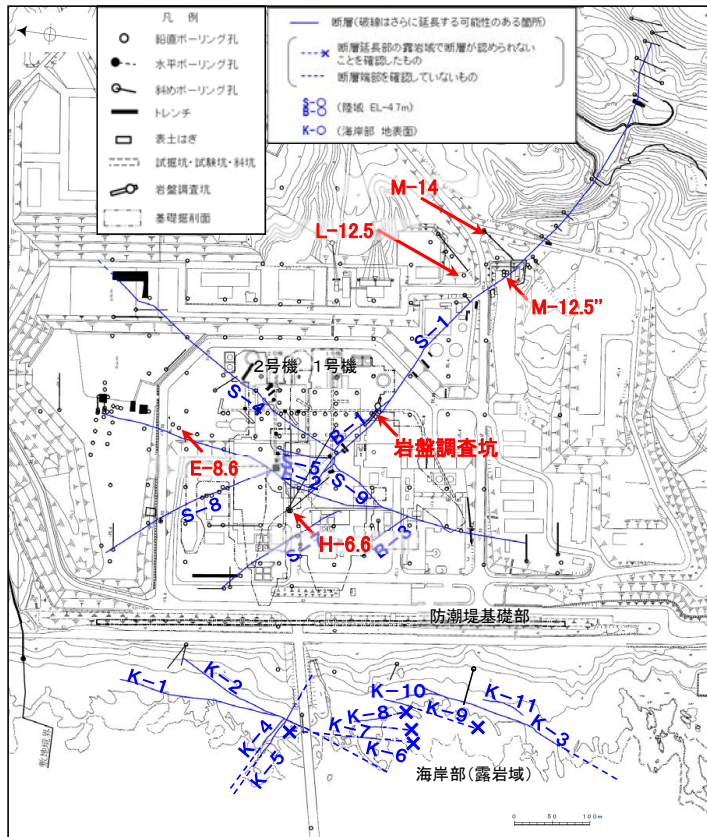 凡 例
鉛直ボーリング孔
水平ボーリング孔
斜めボーリング孔
トレンチ
表土はぎ
試掘坑・試験坑・斜坑
岩盤調査坑
基礎掘削面
断層(破線はさらに延長する可能性のある箇所)
断層延長部の露岩域で断層が認められない
ことを確認したもの
断層端部を確認していないもの
S-○
B-○
(陸域 EL-4.7m)
K-○
(海岸部 地表面)
M-14
L-12.5
M-12.5"
S-1
2号機
1号機
S-4
B-1
岩盤調査坑
E-8.6
S-5
S-9
S-8
H-6.6
B-3
防潮堤基礎部
K-1
K-2
K-10
K-11
K-8
K-9
K-3
K-4
K-7
K-5
K-6
海岸部(露岩域)
敷地境界
0
100m